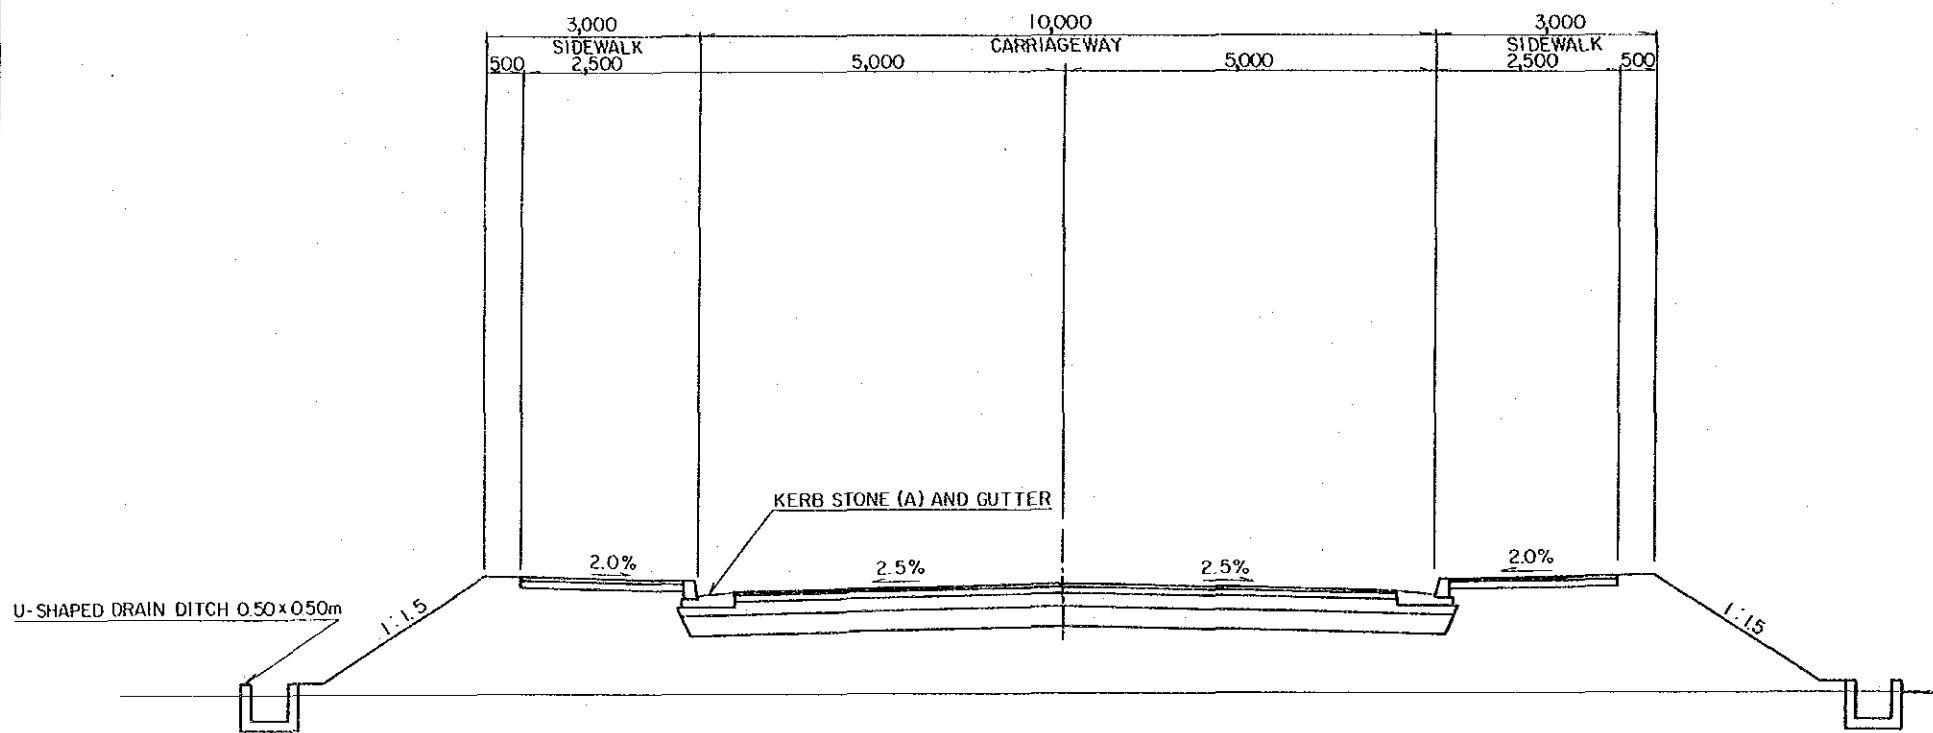 3,000 10,000 3,000
SIDEWALK CARRIAGEWAY SIDEWALK
500 2,500 5,000 5,000 2,500 500
KERB STONE (A) AND GUTTER
2.0% 2.5% 2.5% 2.0%
U-SHAPED DRAIN DITCH 0.50 x 0.50m
1:1.5 1:1.5